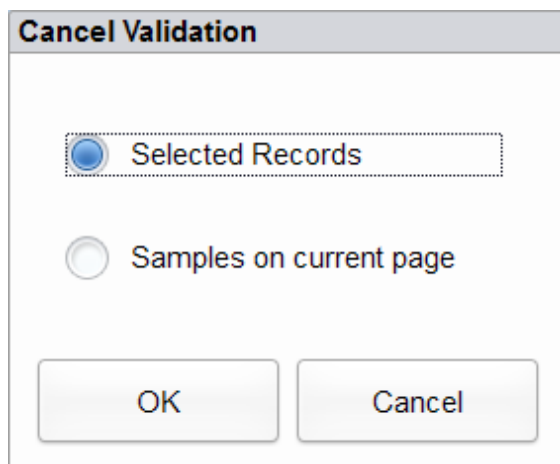 Cancel Validation
Selected Records
Samples on current page
OK
Cancel